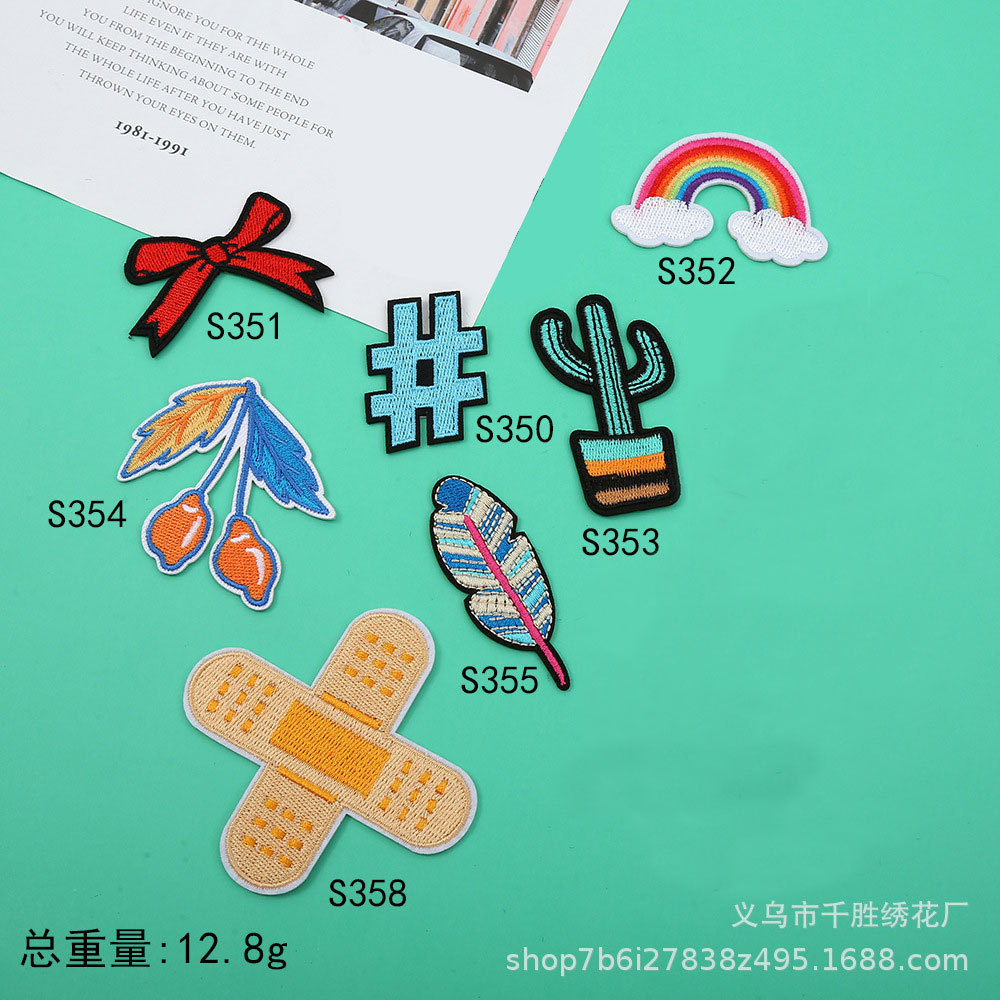 IGNORE YOU FOR THE WHOLE
LIFE EVEN IF THEY ARE WITH
YOU FROM THE BEGINNING TO THE END
YOU WILL KEEP THINKING ABOUT SOME PEOPLE FOR
THE WHOLE LIFE AFTER YOU HAVE JUST
THROWN YOUR EYES ON THEM.
1981-1991
S352
S351
S350
S354
S353
S355
S358
义乌市千胜绣花厂
总重量:12.8g
shop7b6i27838z495.1688.com